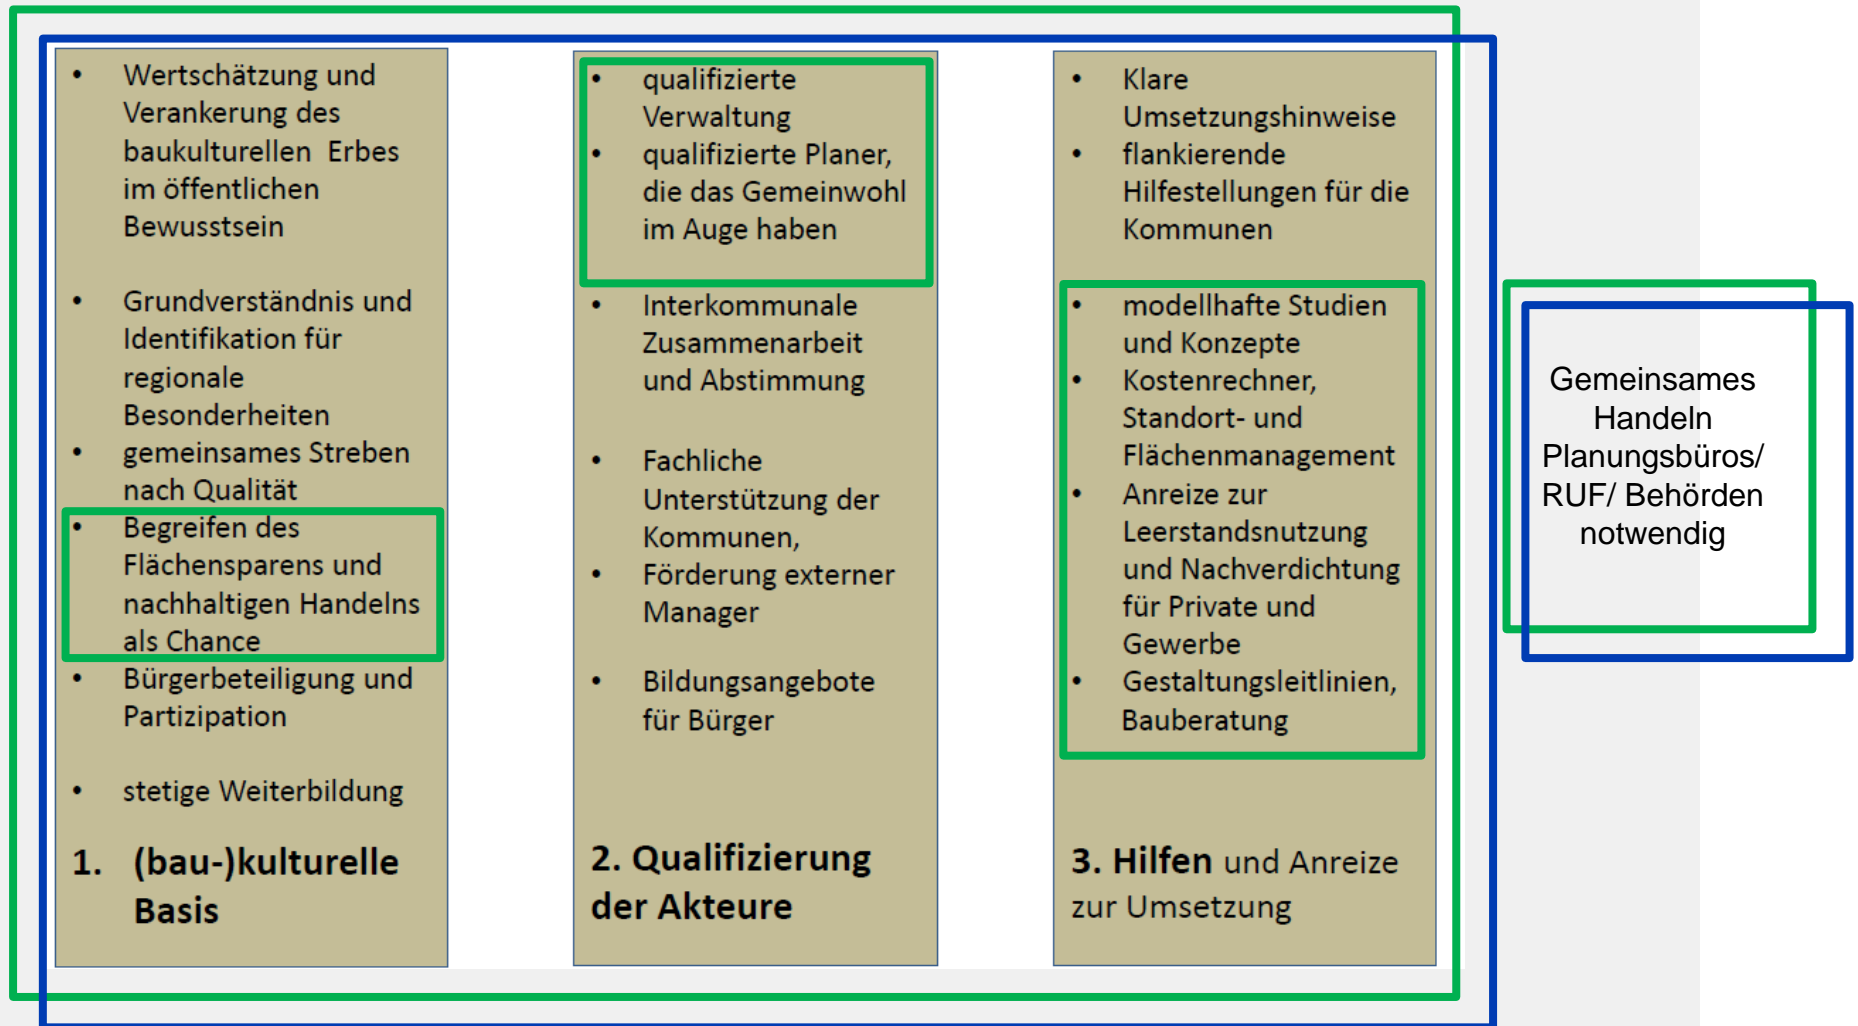 • Wertschätzung und
Verankerung des
baukulturellen Erbes
im öffentlichen
Bewusstsein
• Grundverständnis und
Identifikation für
regionale
Besonderheiten
• gemeinsames Streben
nach Qualität
• Begreifen des
Flächensparens und
nachhaltigen Handelns
als Chance
• Bürgerbeteiligung und
Partizipation
• stetige Weiterbildung
1. (bau-)kulturelle
Basis
• qualifizierte
Verwaltung
• qualifizierte Planer,
die das Gemeinwohl
im Auge haben
• Interkommunale
Zusammenarbeit
und Abstimmung
• Fachliche
Unterstützung der
Kommunen,
• Förderung externer
Manager
• Bildungsangebote
für Bürger
2. Qualifizierung
der Akteure
• Klare
Umsetzungshinweise
• flankierende
Hilfestellungen für die
Kommunen
• modellhafte Studien
und Konzepte
• Kostenrechner,
Standort- und
Flächenmanagement
• Anreize zur
Leerstandsnutzung
und Nachverdichtung
für Private und
Gewerbe
• Gestaltungsleitlinien,
Bauberatung
3. Hilfen und Anreize
zur Umsetzung
Gemeinsames
Handeln
Planungsbüros/
RUF/ Behörden
notwendig